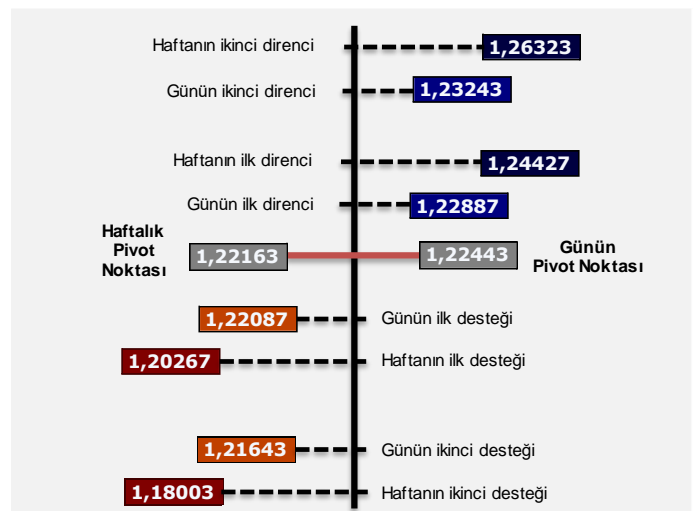 Haftanın ikinci direnci 1,26323
Günün ikinci direnci 1,23243
Haftanın ilk direnci 1,24427
Günün ilk direnci 1,22887
Haftalık
Pivot
Noktası
1,22163 1,22443
Günün
Pivot Noktası
1,22087 Günün ilk desteği
1,20267 Haftanın ilk desteği
1,21643 Günün ikinci desteği
1,18003 Haftanın ikinci desteği